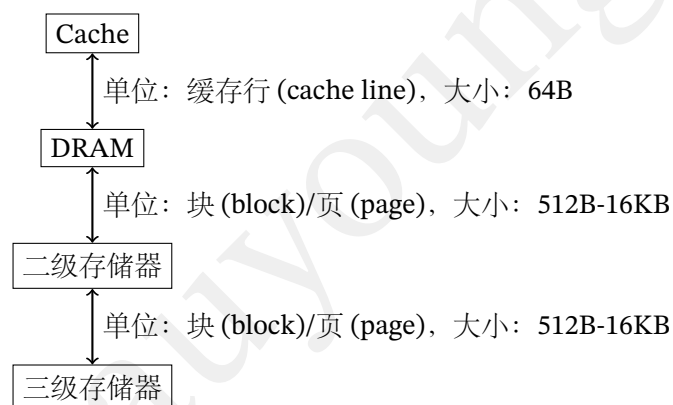 Cache
单位：缓存行 (cache line)，大小：64B
DRAM
单位：块 (block)/页 (page)，大小：512B-16KB
二级存储器
单位：块 (block)/页 (page)，大小：512B-16KB
三级存储器